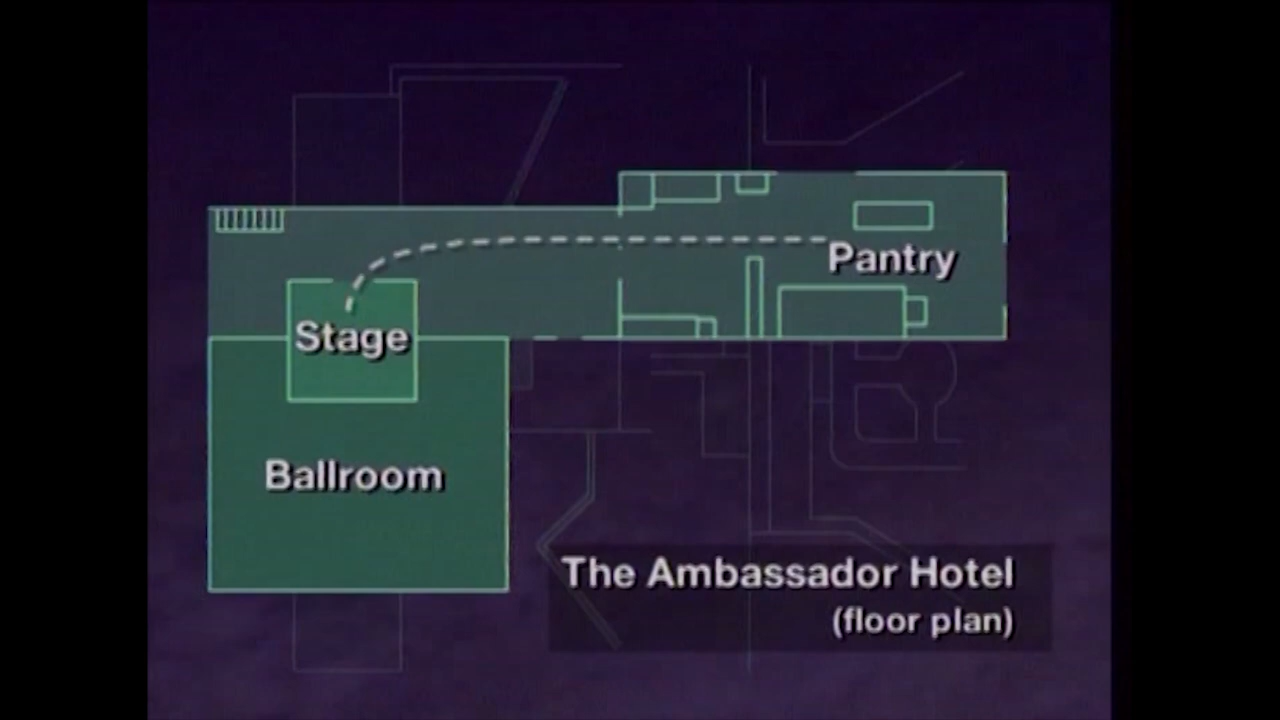 Pantry
Stage
Ballroom
The Ambassador Hotel
(floor plan)